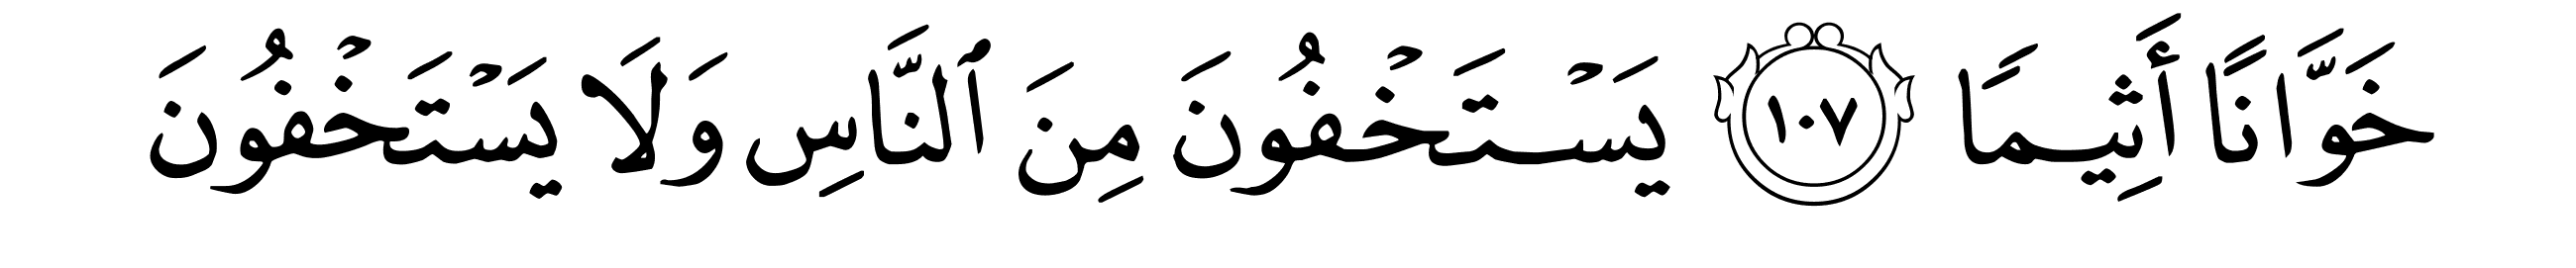 خَوَّانًا أَثِيمًا ١٠٧ يَسۡتَخۡفُونَ مِنَ ٱلنَّاسِ وَلَا يَسۡتَخۡفُونَ